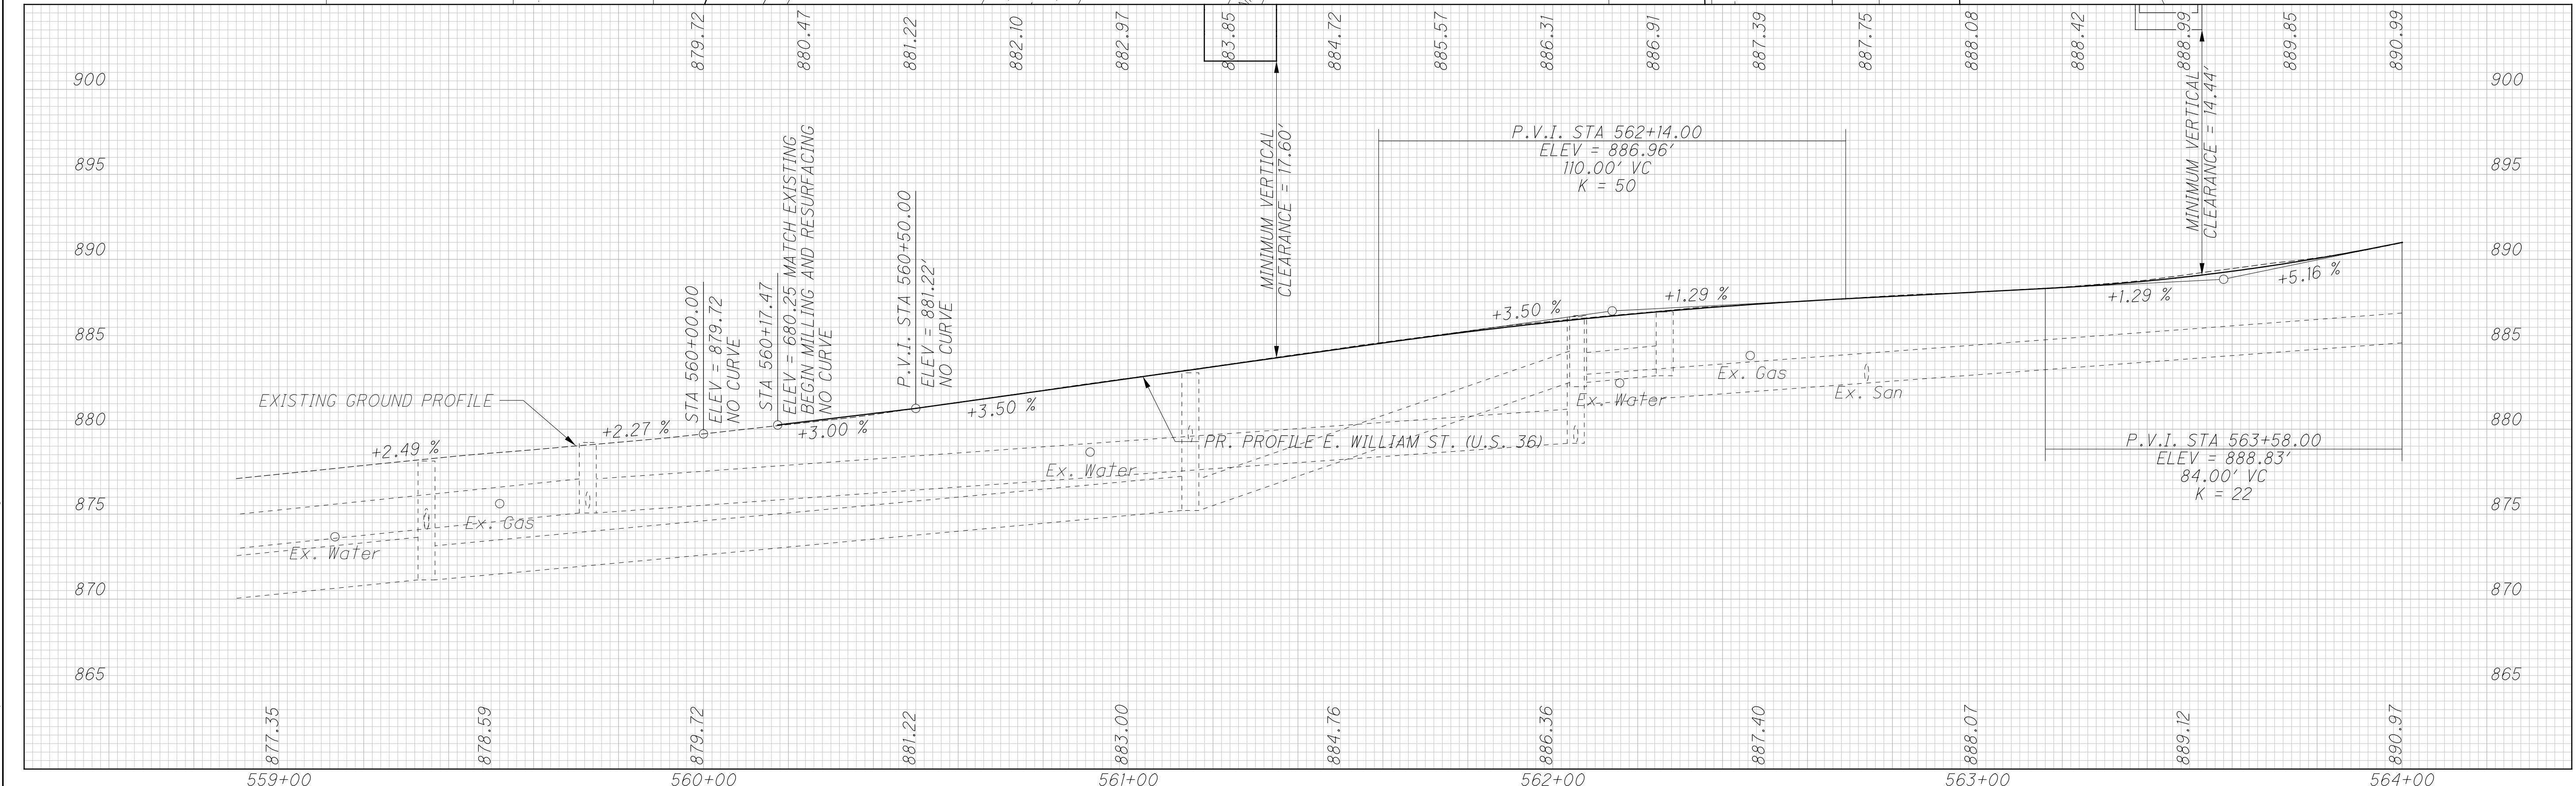 879.72
880.47
881.22
882.10
882.97
883.85
884.72
885.57
886.31
886.91
887.39
887.75
888.08
888.42
888.99
889.85
890.99
900
900
895
895
890
890
885
885
880
880
875
875
870
870
865
865
EXISTING GROUND PROFILE
+2.49 %
+2.27 %
STA 560+00.00
ELEV = 879.72
NO CURVE
STA 560+17.47
ELEV = 680.25 MATCH EXISTING
BEGIN MILLING AND RESURFACING
NO CURVE
+3.00 %
P.V.I. STA 560+50.00
ELEV = 881.22'
NO CURVE
+3.50 %
PR. PROFILE E. WILLIAM ST. (U.S. 36)
MINIMUM VERTICAL
CLEARANCE = 17.60'
P.V.I. STA 562+14.00
ELEV = 886.96'
110.00' VC
K = 50
+3.50 %
+1.29 %
MINIMUM VERTICAL
CLEARANCE = 14.44'
+1.29 %
+5.16 %
P.V.I. STA 563+58.00
ELEV = 888.83'
84.00' VC
K = 22
Ex. Water
Ex. Gas
Ex. Water
Ex. Water
Ex. Gas
Ex. San
877.35
878.59
879.72
881.22
883.00
884.76
886.36
887.40
888.07
889.12
890.97
559+00
560+00
561+00
562+00
563+00
564+00